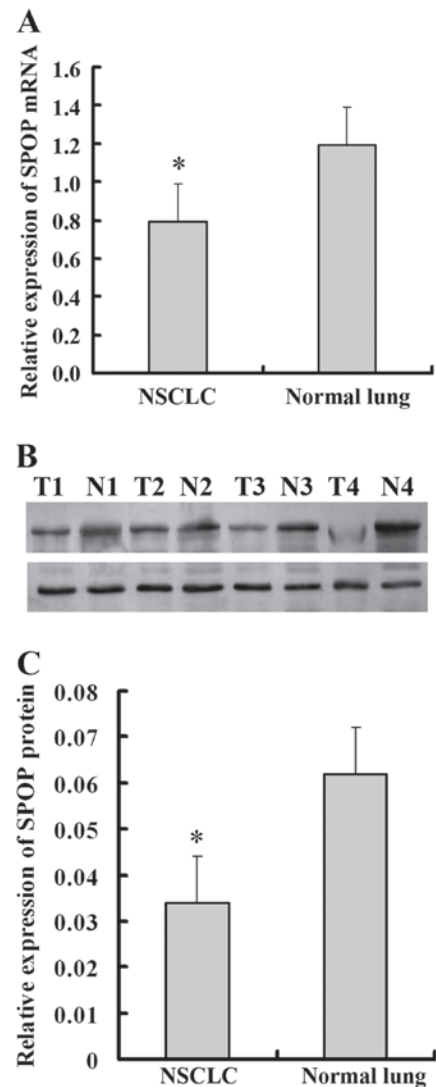 A
Relative expression of SPOP mRNA
1.6
1.4
1.2
1.0
0.8
0.6
0.4
0.2
0.0
*
NSCLC Normal lung
B
T1 N1 T2 N2 T3 N3 T4 N4
C
Relative expression of SPOP protein
0.08
0.07
0.06
0.05
0.04
0.03
0.02
0.01
0
*
NSCLC Normal lung